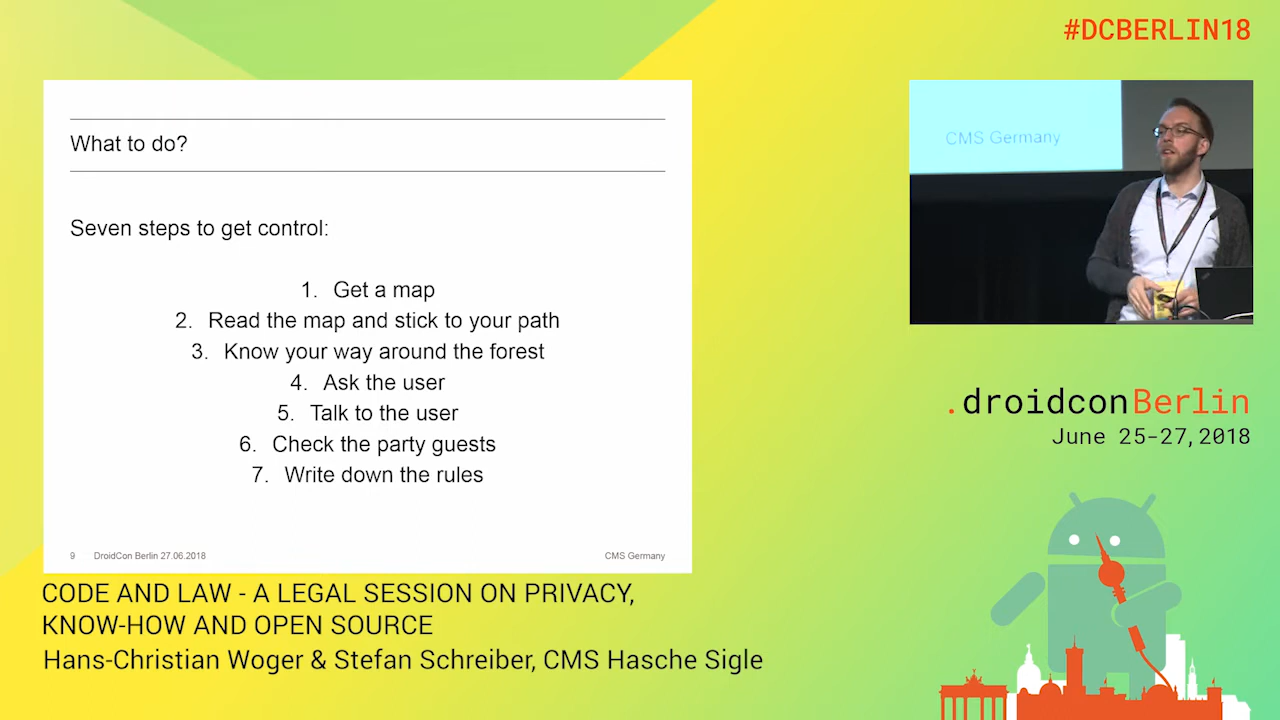 #DCBERLIN18
What to do?
Seven steps to get control:
1. Get a map
2. Read the map and stick to your path
3. Know your way around the forest
4. Ask the user
5. Talk to the user
6. Check the party guests
7. Write down the rules
9 DroidCon Berlin 27.06.2018 CMS Germany
CMS Germany
.droidconBerlin
June 25-27, 2018
CODE AND LAW - A LEGAL SESSION ON PRIVACY,
KNOW-HOW AND OPEN SOURCE
Hans-Christian Woger & Stefan Schreiber, CMS Hasche Sigle